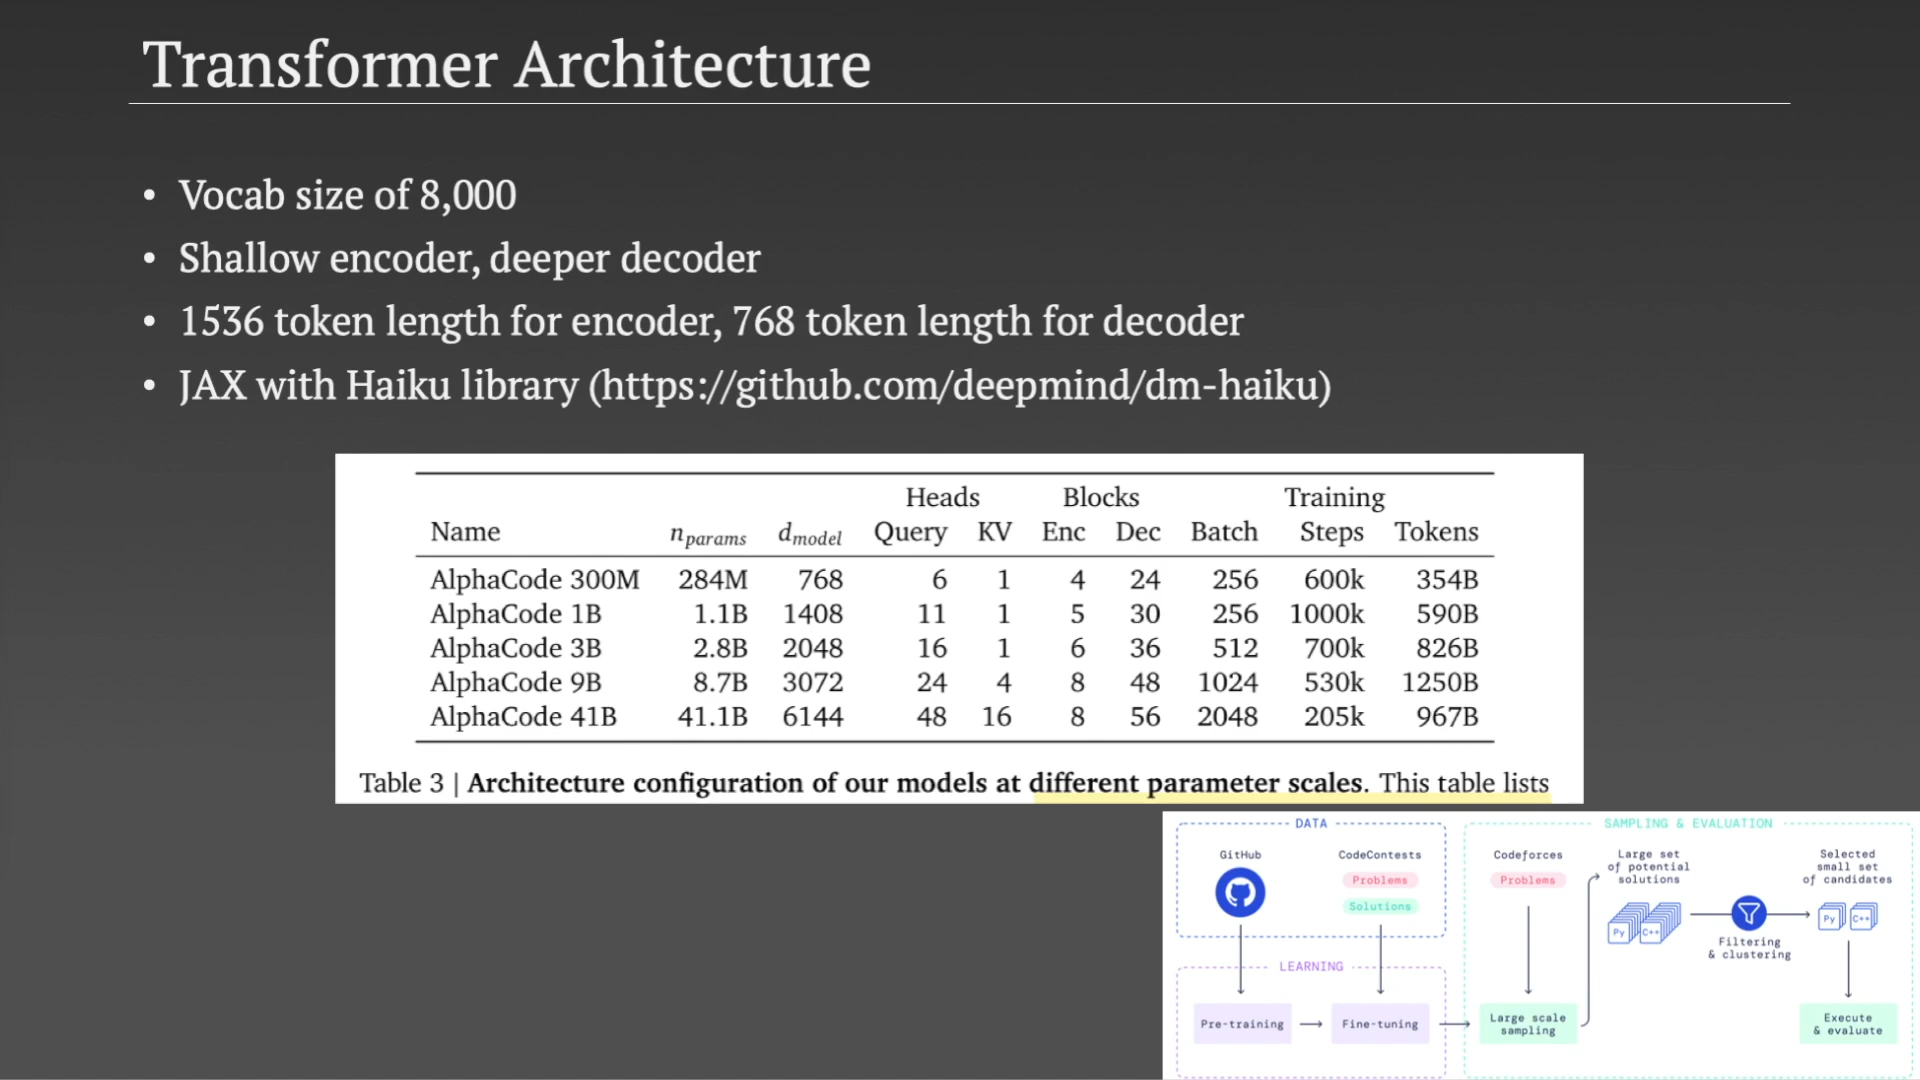 Transformer Architecture
• Vocab size of 8,000
• Shallow encoder, deeper decoder
• 1536 token length for encoder, 768 token length for decoder
• JAX with Haiku library (https://github.com/deepmind/dm-haiku)
Heads Blocks Training
Name nparams dmodel Query KV Enc Dec Batch Steps Tokens
AlphaCode 300M 284M 768 6 1 4 24 256 600k 354B
AlphaCode 1B 1.1B 1408 11 1 5 30 256 1000k 590B
AlphaCode 3B 2.8B 2048 16 1 6 36 512 700k 826B
AlphaCode 9B 8.7B 3072 24 4 8 48 1024 530k 1250B
AlphaCode 41B 41.1B 6144 48 16 8 56 2048 205k 967B
Table 3 | Architecture configuration of our models at different parameter scales. This table lists
DATA
GitHub
CodeContests
Problems
Solutions
LEARNING
Pre-training
Fine-tuning
SAMPLING & EVALUATION
Codeforces
Problems
Large scale
sampling
Large set
of potential
solutions
Py C++
Filtering
& clustering
Selected
small set
of candidates
Py C++
Execute
& evaluate